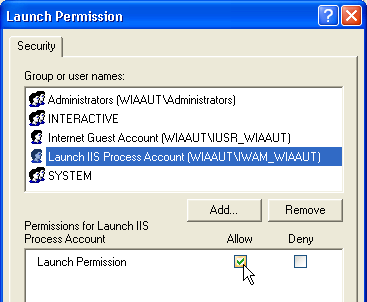 Launch Permission
Security
Group or user names:
Administrators (WIAAUT\Administrators)
INTERACTIVE
Internet Guest Account (WIAAUT\IUSR_WIAAUT)
Launch IIS Process Account (WIAAUT\IWAM_WIAAUT)
SYSTEM
Add... Remove
Permissions for Launch IIS
Process Account Allow Deny
Launch Permission